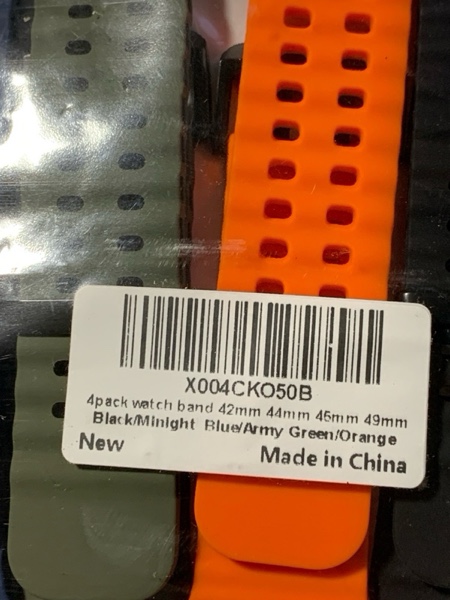 X004CKO50B
4pack watch band 42mm 44mm 45mm 49mm
Black/Minight Blue/Army Green/Orange
New
Made in China